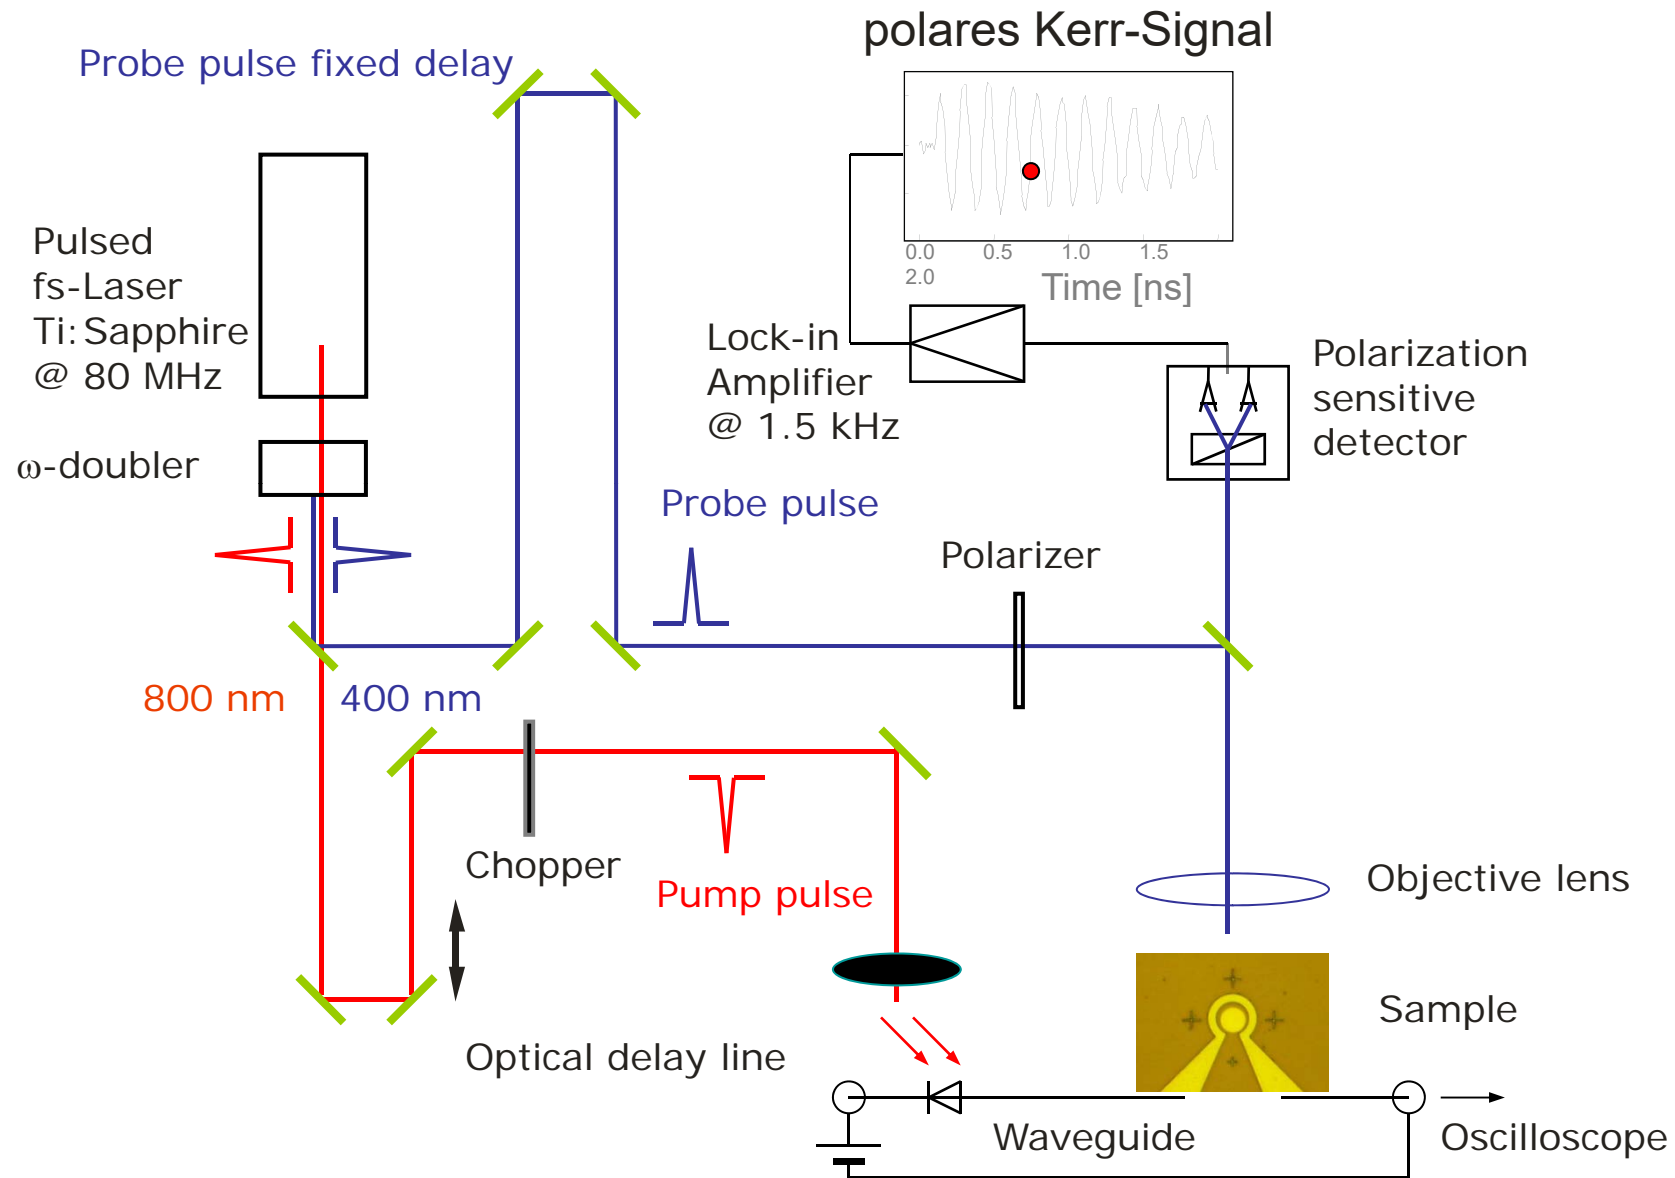 polares Kerr-Signal
Probe pulse fixed delay
Pulsed
fs-Laser
Ti:Sapphire
@ 80 MHz
0.0 0.5 1.0 1.5
2.0
Time [ns]
Lock-in
Amplifier
@ 1.5 kHz
Polarization
sensitive
detector
ω-doubler
Probe pulse
Polarizer
800 nm
400 nm
Chopper
Pump pulse
Objective lens
Sample
Optical delay line
Waveguide
Oscilloscope